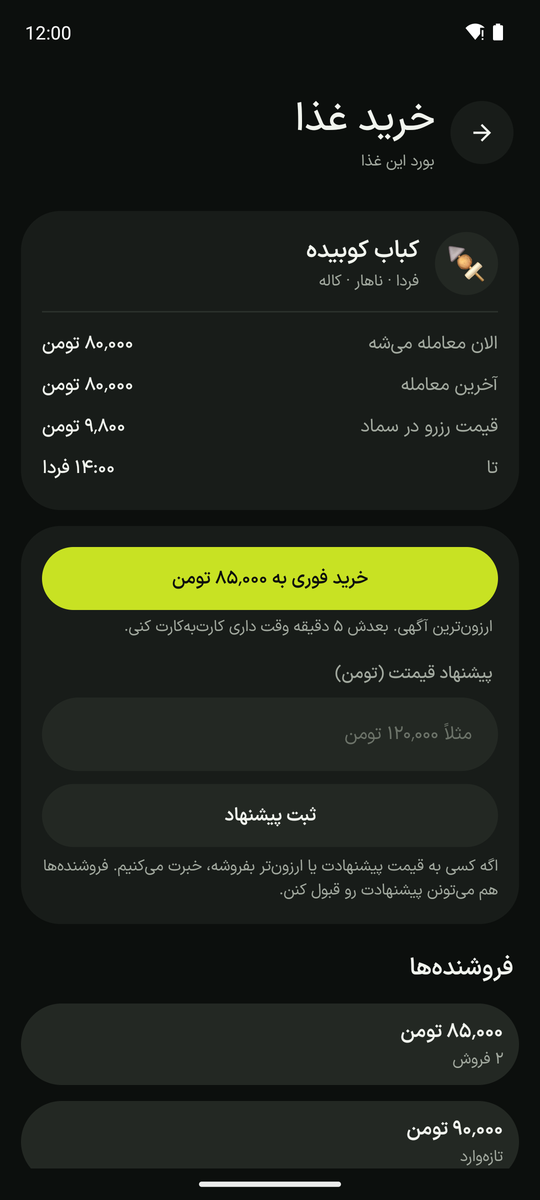 12:00
خرید غذا
بورد این غذا
کباب کوبیده
فردا · ناهار · کاله
الان معامله می‌شه
۸۰٬۰۰۰ تومن
آخرین معامله
۸۰٬۰۰۰ تومن
قیمت رزرو در سماد
۹٬۸۰۰ تومن
تا
۱۴:۰۰ فردا
خرید فوری به ۸۵٬۰۰۰ تومن
ارزون‌ترین آگهی. بعدش ۵ دقیقه وقت داری کارت‌به‌کارت کنی.
پیشنهاد قیمتت (تومن)
مثلاً ۱۲۰٬۰۰۰ تومن
ثبت پیشنهاد
اگه کسی به قیمت پیشنهادت یا ارزون‌تر بفروشه، خبرت می‌کنیم. فروشنده‌ها
هم می‌تونن پیشنهادت رو قبول کنن.
فروشنده‌ها
۸۵٬۰۰۰ تومن
۲ فروش
۹۰٬۰۰۰ تومن
تازه‌وارد